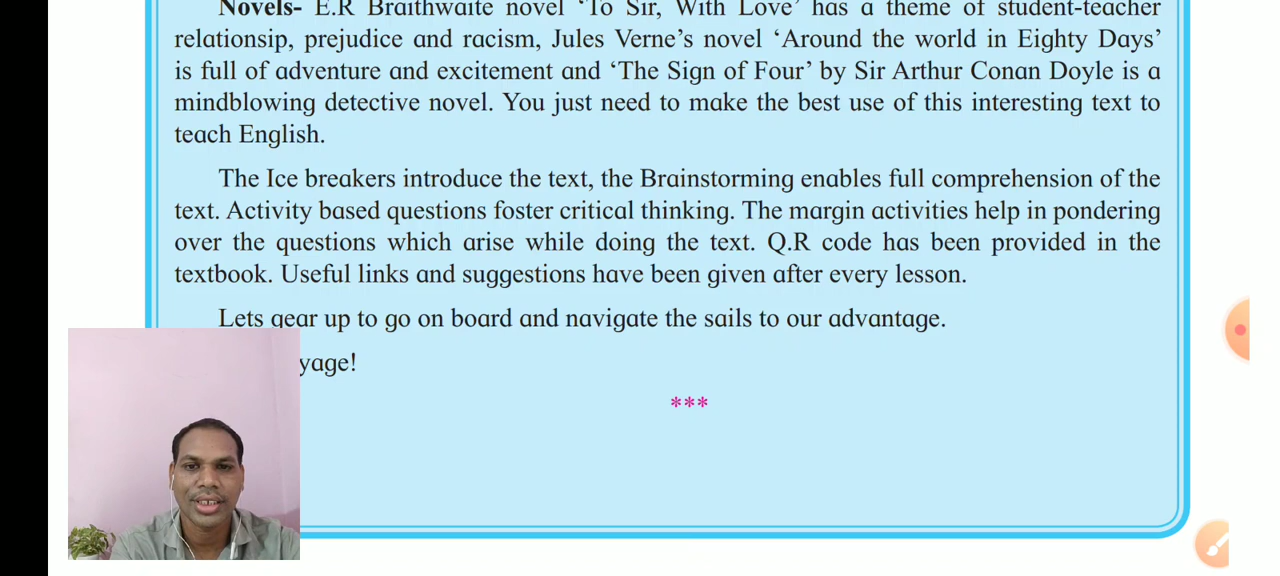 Novels- E.R Braithwaite novel ‘To Sir, With Love’ has a theme of student-teacher
relationsip, prejudice and racism, Jules Verne’s novel ‘Around the world in Eighty Days’
is full of adventure and excitement and ‘The Sign of Four’ by Sir Arthur Conan Doyle is a
mindblowing detective novel. You just need to make the best use of this interesting text to
teach English.
The Ice breakers introduce the text, the Brainstorming enables full comprehension of the
text. Activity based questions foster critical thinking. The margin activities help in pondering
over the questions which arise while doing the text. Q.R code has been provided in the
textbook. Useful links and suggestions have been given after every lesson.
Lets gear up to go on board and navigate the sails to our advantage.
yage!
***